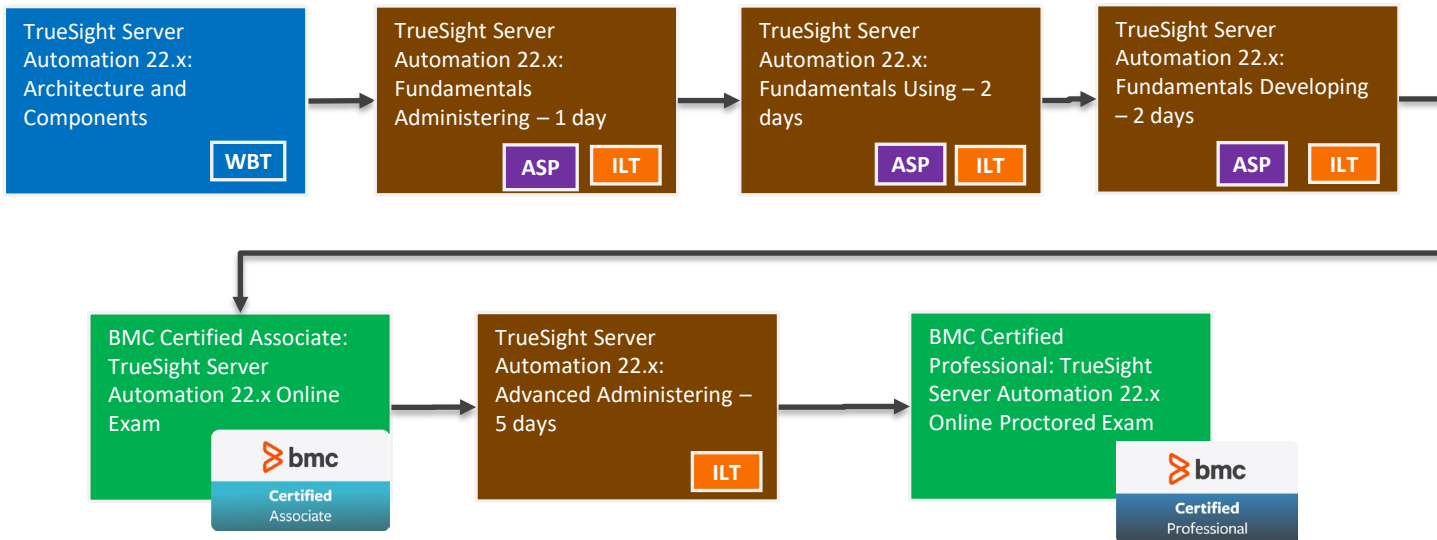 TrueSight Server
Automation 22.x:
Architecture and
Components
WBT
TrueSight Server
Automation 22.x:
Fundamentals
Administering – 1 day
ASP
ILT
TrueSight Server
Automation 22.x:
Fundamentals Using – 2
days
ASP
ILT
TrueSight Server
Automation 22.x:
Fundamentals Developing
– 2 days
ASP
ILT
BMC Certified Associate:
TrueSight Server
Automation 22.x Online
Exam
bmc
Certified
Associate
TrueSight Server
Automation 22.x:
Advanced Administering –
5 days
ILT
BMC Certified
Professional: TrueSight
Server Automation 22.x
Online Proctored Exam
bmc
Certified
Professional